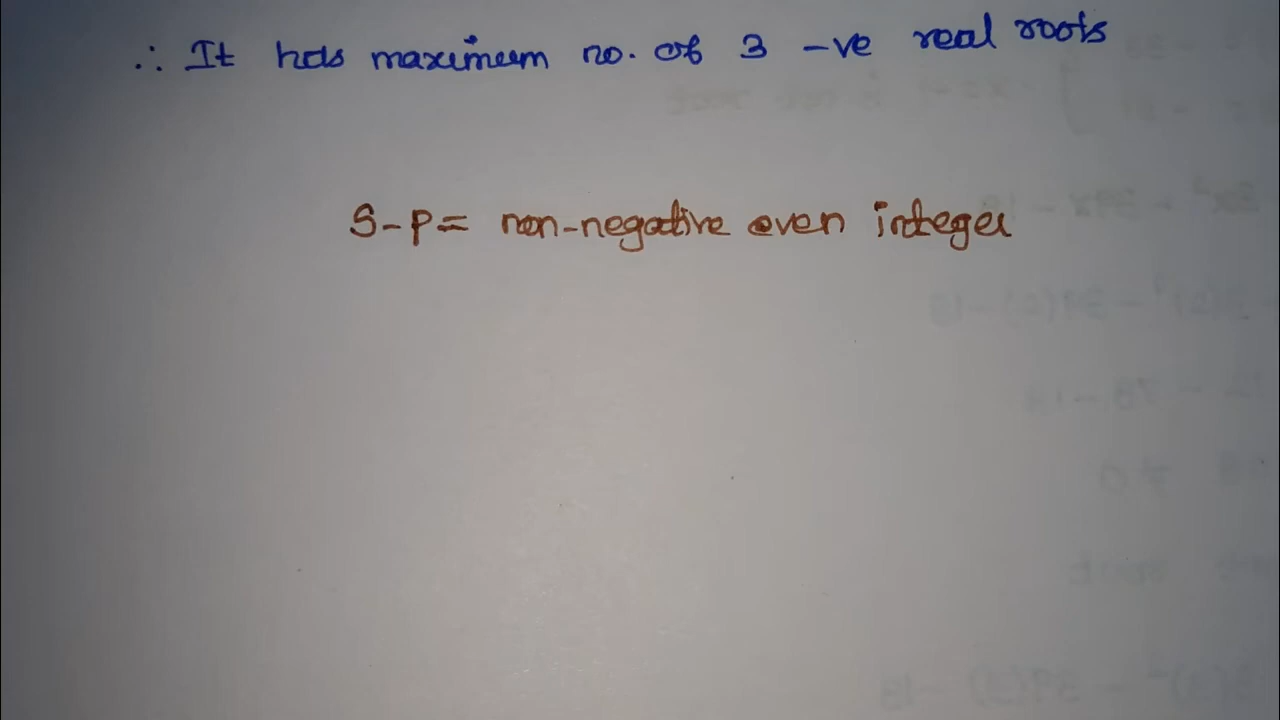 ∴ It has maximum no. of 3 -ve real roots
S-P = non-negative even integer